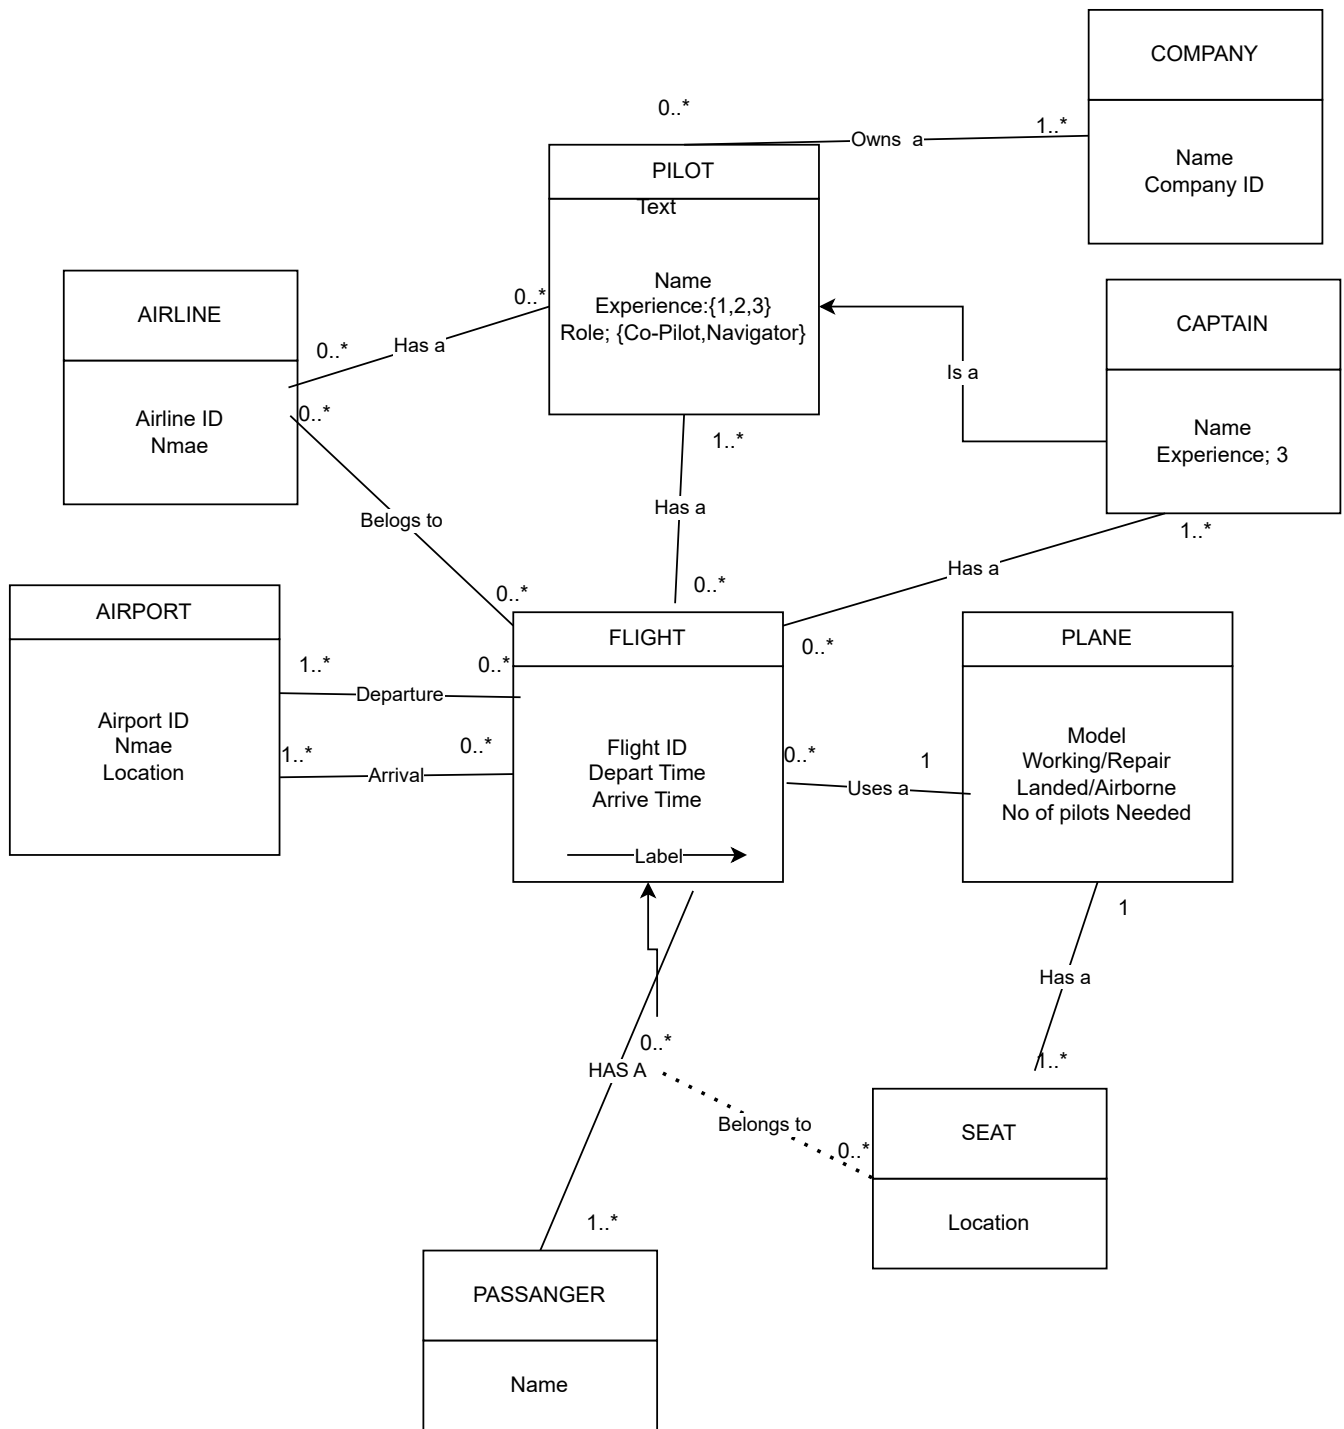 COMPANY
Name
Company ID
0..*
Owns  a
1..*
PILOT
Text
Name
Experience:{1,2,3}
Role; {Co-Pilot,Navigator}
AIRLINE
Airline ID
Nmae
0..*
Has a
0..*
CAPTAIN
Name
Experience; 3
Is a
0..*
Belogs to
0..*
1..*
Has a
0..*
1..*
Has a
0..*
AIRPORT
Airport ID
Nmae
Location
1..*
Departure
0..*
1..*
Arrival
0..*
FLIGHT
Flight ID
Depart Time
Arrive Time
Label
0..*
Uses a
1
PLANE
Model
Working/Repair
Landed/Airborne
No of pilots Needed
1
Has a
1..*
0..*
HAS A
Belongs to
0..*
SEAT
Location
1..*
PASSANGER
Name